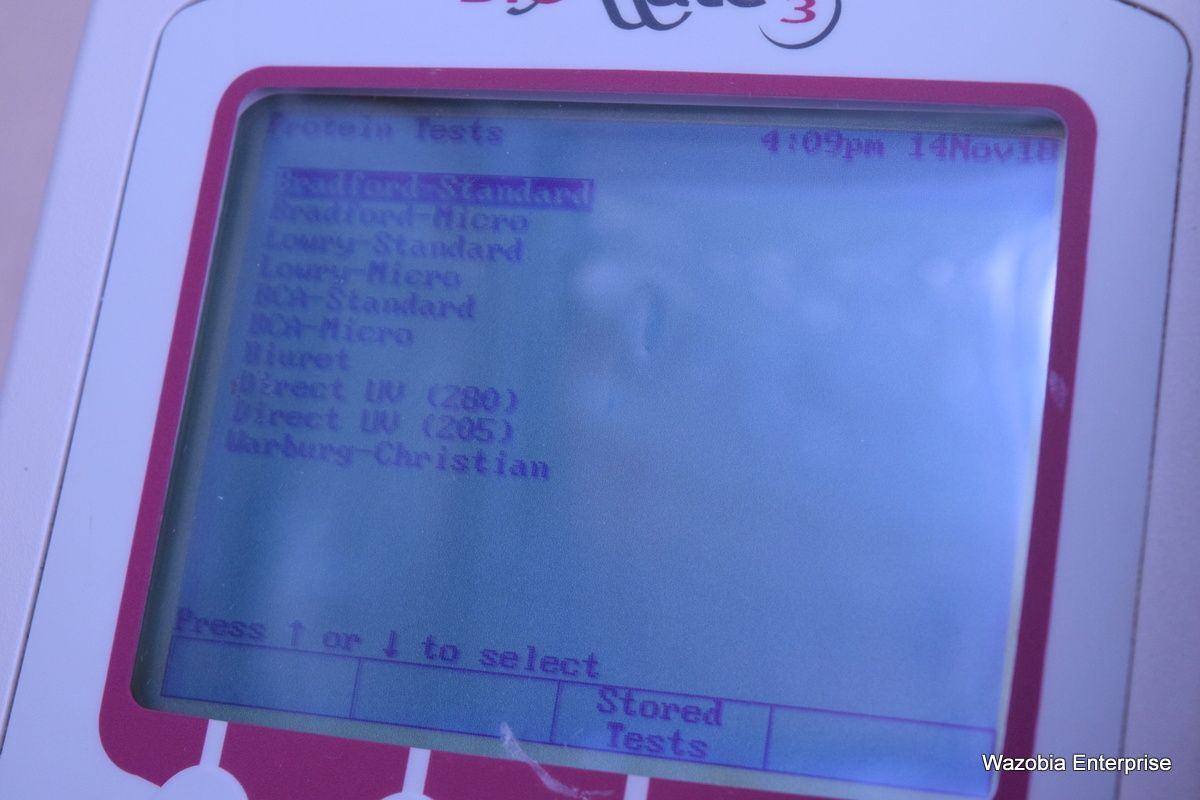 3
Protein Tests 4:09pm 14Nov18
Bradford-Standard
Bradford-Micro
Lowry-Standard
Lowry-Micro
BCA-Standard
BCA-Micro
Biuret
Direct UV (280)
Direct UV (205)
Warburg-Christian
Press ↑ or ↓ to select
Stored
Tests
Wazobia Enterprise